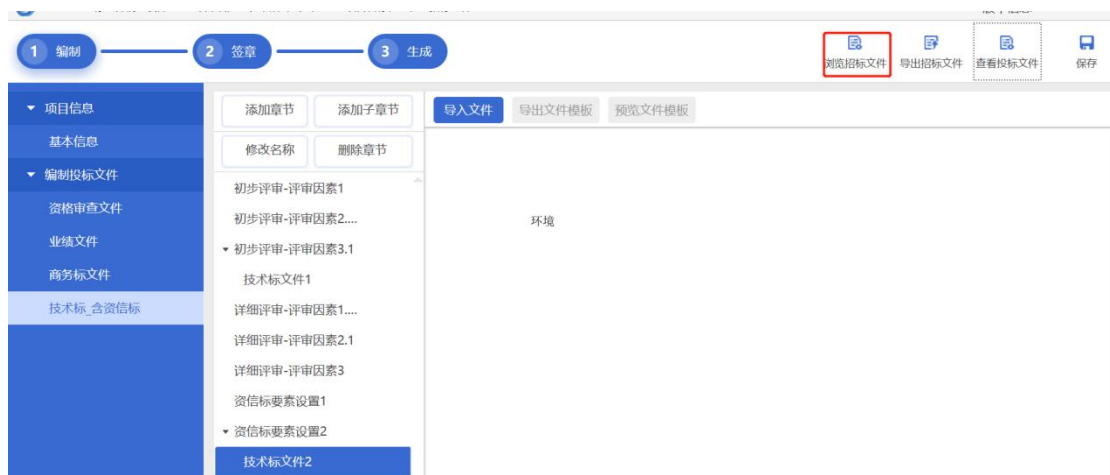 1 编制
2 签章
3 生成
浏览招标文件
导出招标文件
查看投标文件
保存
项目信息
基本信息
编制投标文件
资格审查文件
业绩文件
商务标文件
技术标_含资信标
添加章节
添加子章节
修改名称
删除章节
初步评审-评审因素1
初步评审-评审因素2....
初步评审-评审因素3.1
技术标文件1
详细评审-评审因素1....
详细评审-评审因素2.1
详细评审-评审因素3
资信标要素设置1
资信标要素设置2
技术标文件2
导入文件
导出文件模板
预览文件模板
环境